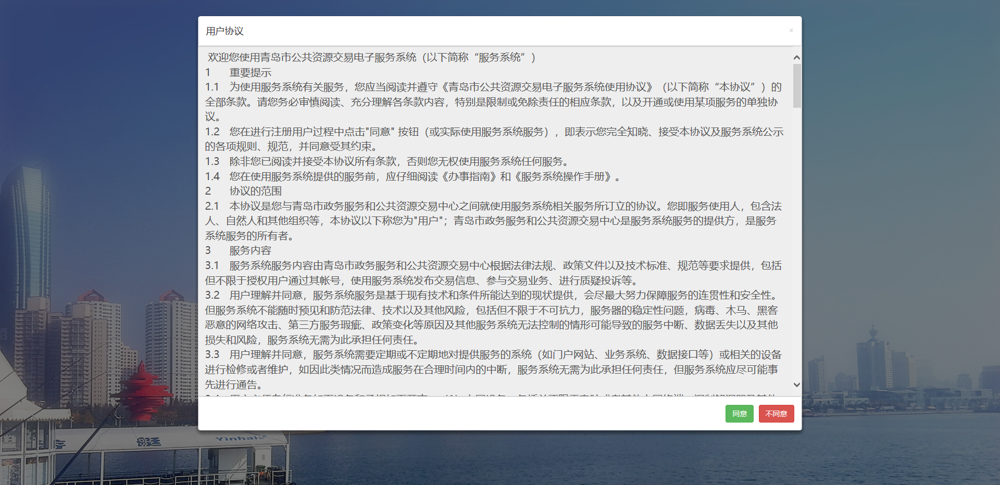 用户协议
×
欢迎您使用青岛市公共资源交易电子服务系统（以下简称“服务系统”）
1 重要提示
1.1 为使用服务系统有关服务，您应当阅读并遵守《青岛市公共资源交易电子服务系统使用协议》（以下简称“本协议”）的
全部条款。请您务必审慎阅读、充分理解各条款内容，特别是限制或免除责任的相应条款，以及开通或使用某项服务的单独协
议。
1.2 您在进行注册用户过程中点击"同意" 按钮（或实际使用服务系统服务），即表示您完全知晓、接受本协议及服务系统公示
的各项规则、规范，并同意受其约束。
1.3 除非您已阅读并接受本协议所有条款，否则您无权使用服务系统任何服务。
1.4 您在使用服务系统提供的服务前，应仔细阅读《办事指南》和《服务系统操作手册》。
2 协议的范围
2.1 本协议是您与青岛市政务服务和公共资源交易中心之间就使用服务系统相关服务所订立的协议。您即服务使用人，包含法
人、自然人和其他组织等，本协议以下称您为"用户"；青岛市政务服务和公共资源交易中心是服务系统服务的提供方，是服务
系统服务的所有者。
3 服务内容
3.1 服务系统服务内容由青岛市政务服务和公共资源交易中心根据法律法规、政策文件以及技术标准、规范等要求提供，包括
但不限于授权用户通过其帐号，使用服务系统发布交易信息、参与交易业务、进行质疑投诉等。
3.2 用户理解并同意，服务系统服务是基于现有技术和条件所能达到的现状提供，会尽最大努力保障服务的连贯性和安全性。
但服务系统不能随时预见和防范法律、技术以及其他风险，包括但不限于不可抗力，服务器的稳定性问题，病毒、木马、黑客
恶意的网络攻击、第三方服务瑕疵、政策变化等原因及其他服务系统无法控制的情形可能导致的服务中断、数据丢失以及其他
损失和风险，服务系统无需为此承担任何责任。
3.3 用户理解并同意，服务系统需要定期或不定期地对提供服务的系统（如门户网站、业务系统、数据接口等）或相关的设备
进行检修或者维护，如因此类情况而造成服务在合理时间内的中断，服务系统无需为此承担任何责任，但服务系统应尽可能事
先进行通告。
同意
不同意
Yinhai